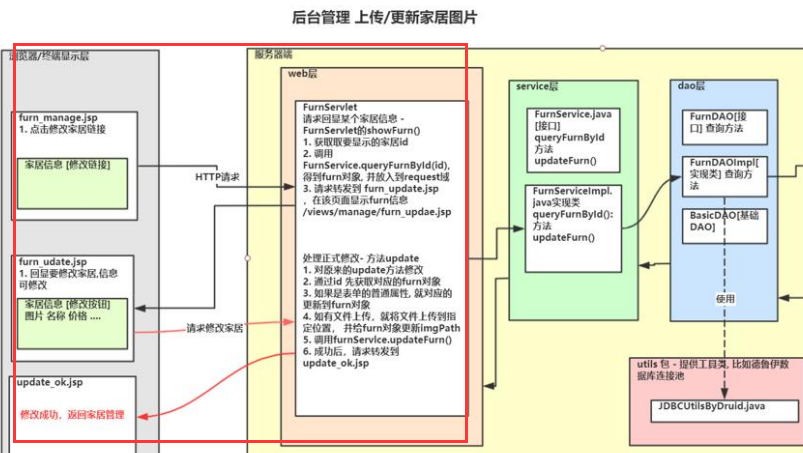 后台管理 上传/更新家居图片
浏览器/终端显示层
furn_manage.jsp
1. 点击修改家居链接
家居信息 [修改链接]
HTTP请求
furn_udate.jsp
1. 回显要修改家居,信息
可修改
家居信息 [修改按钮]
图片 名称 价格 ....
请求修改家居
update_ok.jsp
修改成功，返回家居管理
服务器端
web层
FurnServlet
请求回显某个家居信息 -
FurnServlet的showFurn()
1. 获取取要显示的家居id
2. 调用
FurnService.queryFurnById(id),
得到furn对象, 并放入到request域
3. 请求转发到 furn_update.jsp
，在该页面显示furn信息
/views/manage/furn_updae.jsp
处理正式修改- 方法update
1. 对原来的update方法修改
2. 通过id 先获取对应的furn对象
3. 如果是表单的普通属性, 就对应的
更新到furn对象
4. 如有文件上传，就将文件上传到指
定位置， 并给furn对象更新imgPath
5. 调用furnService.updateFurn()
6. 成功后，请求转发到
update_ok.jsp
service层
FurnService.java
[接口]
queryFurnById
方法
updateFurn()
FurnServiceImpl.
java实现类
queryFurnById():
方法
updateFurn()
dao层
FurnDAO[接
口] 查询方法
FurnDAOImpl[
实现类] 查询方
法
BasicDAO[基础
DAO]
使用
utils 包 - 提供工具类, 比如德鲁伊数
据库连接池
JDBCUtilsByDruid.java